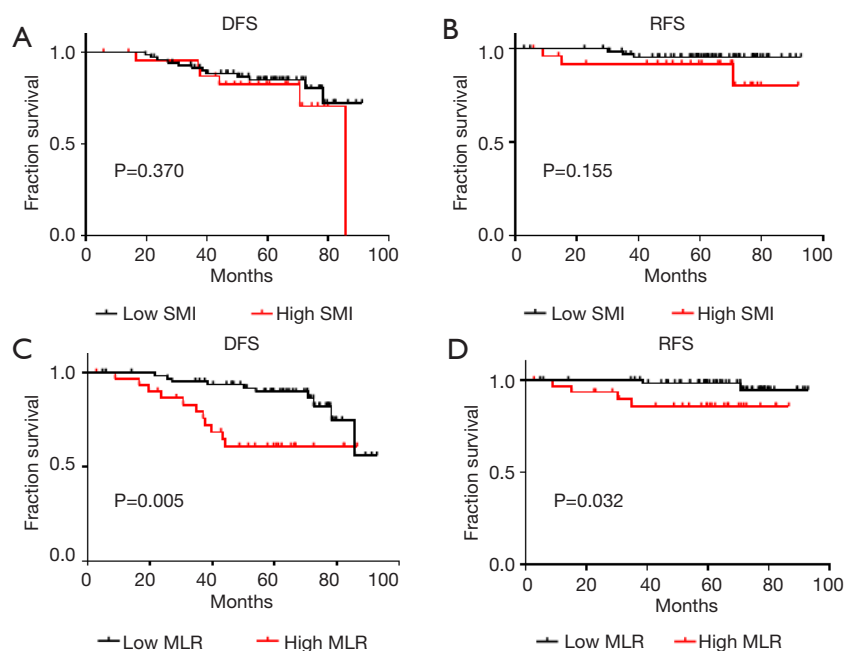 A
DFS
Fraction survival
1.0
0.5
0.0
P=0.370
0 20 40 60 80 100
Months
Low SMI High SMI
B
RFS
Fraction survival
1.0
0.5
0.0
P=0.155
0 20 40 60 80 100
Months
Low SMI High SMI
C
DFS
Fraction survival
1.0
0.5
0.0
P=0.005
0 20 40 60 80 100
Months
Low MLR High MLR
D
RFS
Fraction survival
1.0
0.5
0.0
P=0.032
0 20 40 60 80 100
Months
Low MLR High MLR